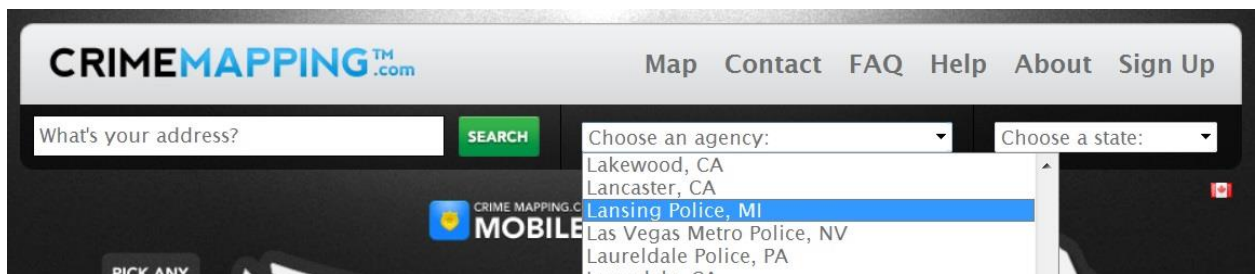 CRIMEMAPPING™.com
Map Contact FAQ Help About Sign Up
What's your address?
SEARCH
Choose an agency:
Choose a state:
Lakewood, CA
Lancaster, CA
Lansing Police, MI
Las Vegas Metro Police, NV
Laureldale Police, PA
CRIME MAPPING.C
MOBILE
PICK ANY